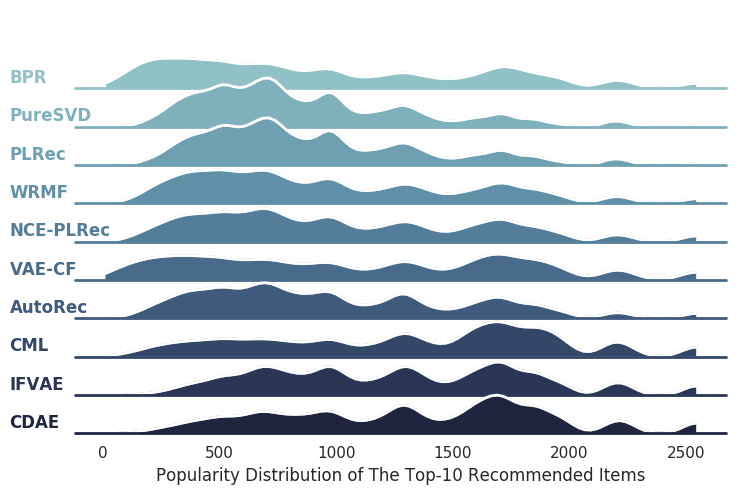 BPR
PureSVD
PLRec
WRMF
NCE-PLRec
VAE-CF
AutoRec
CML
IFVAE
CDAE
0 500 1000 1500 2000 2500
Popularity Distribution of The Top-10 Recommended Items